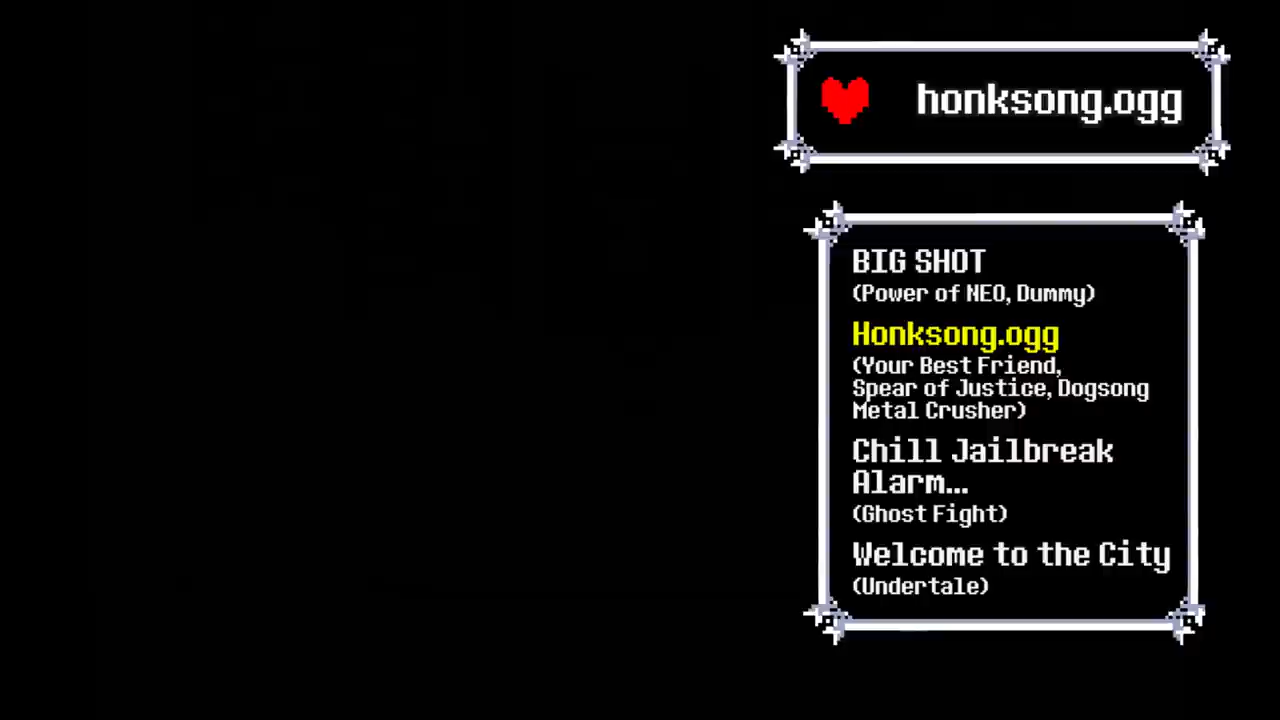 honksong.ogg
BIG SHOT
(Power of NEO, Dummy)
Honksong.ogg
(Your Best Friend,
Spear of Justice, Dogsong
Metal Crusher)
Chill Jailbreak
Alarm...
(Ghost Fight)
Welcome to the City
(Undertale)